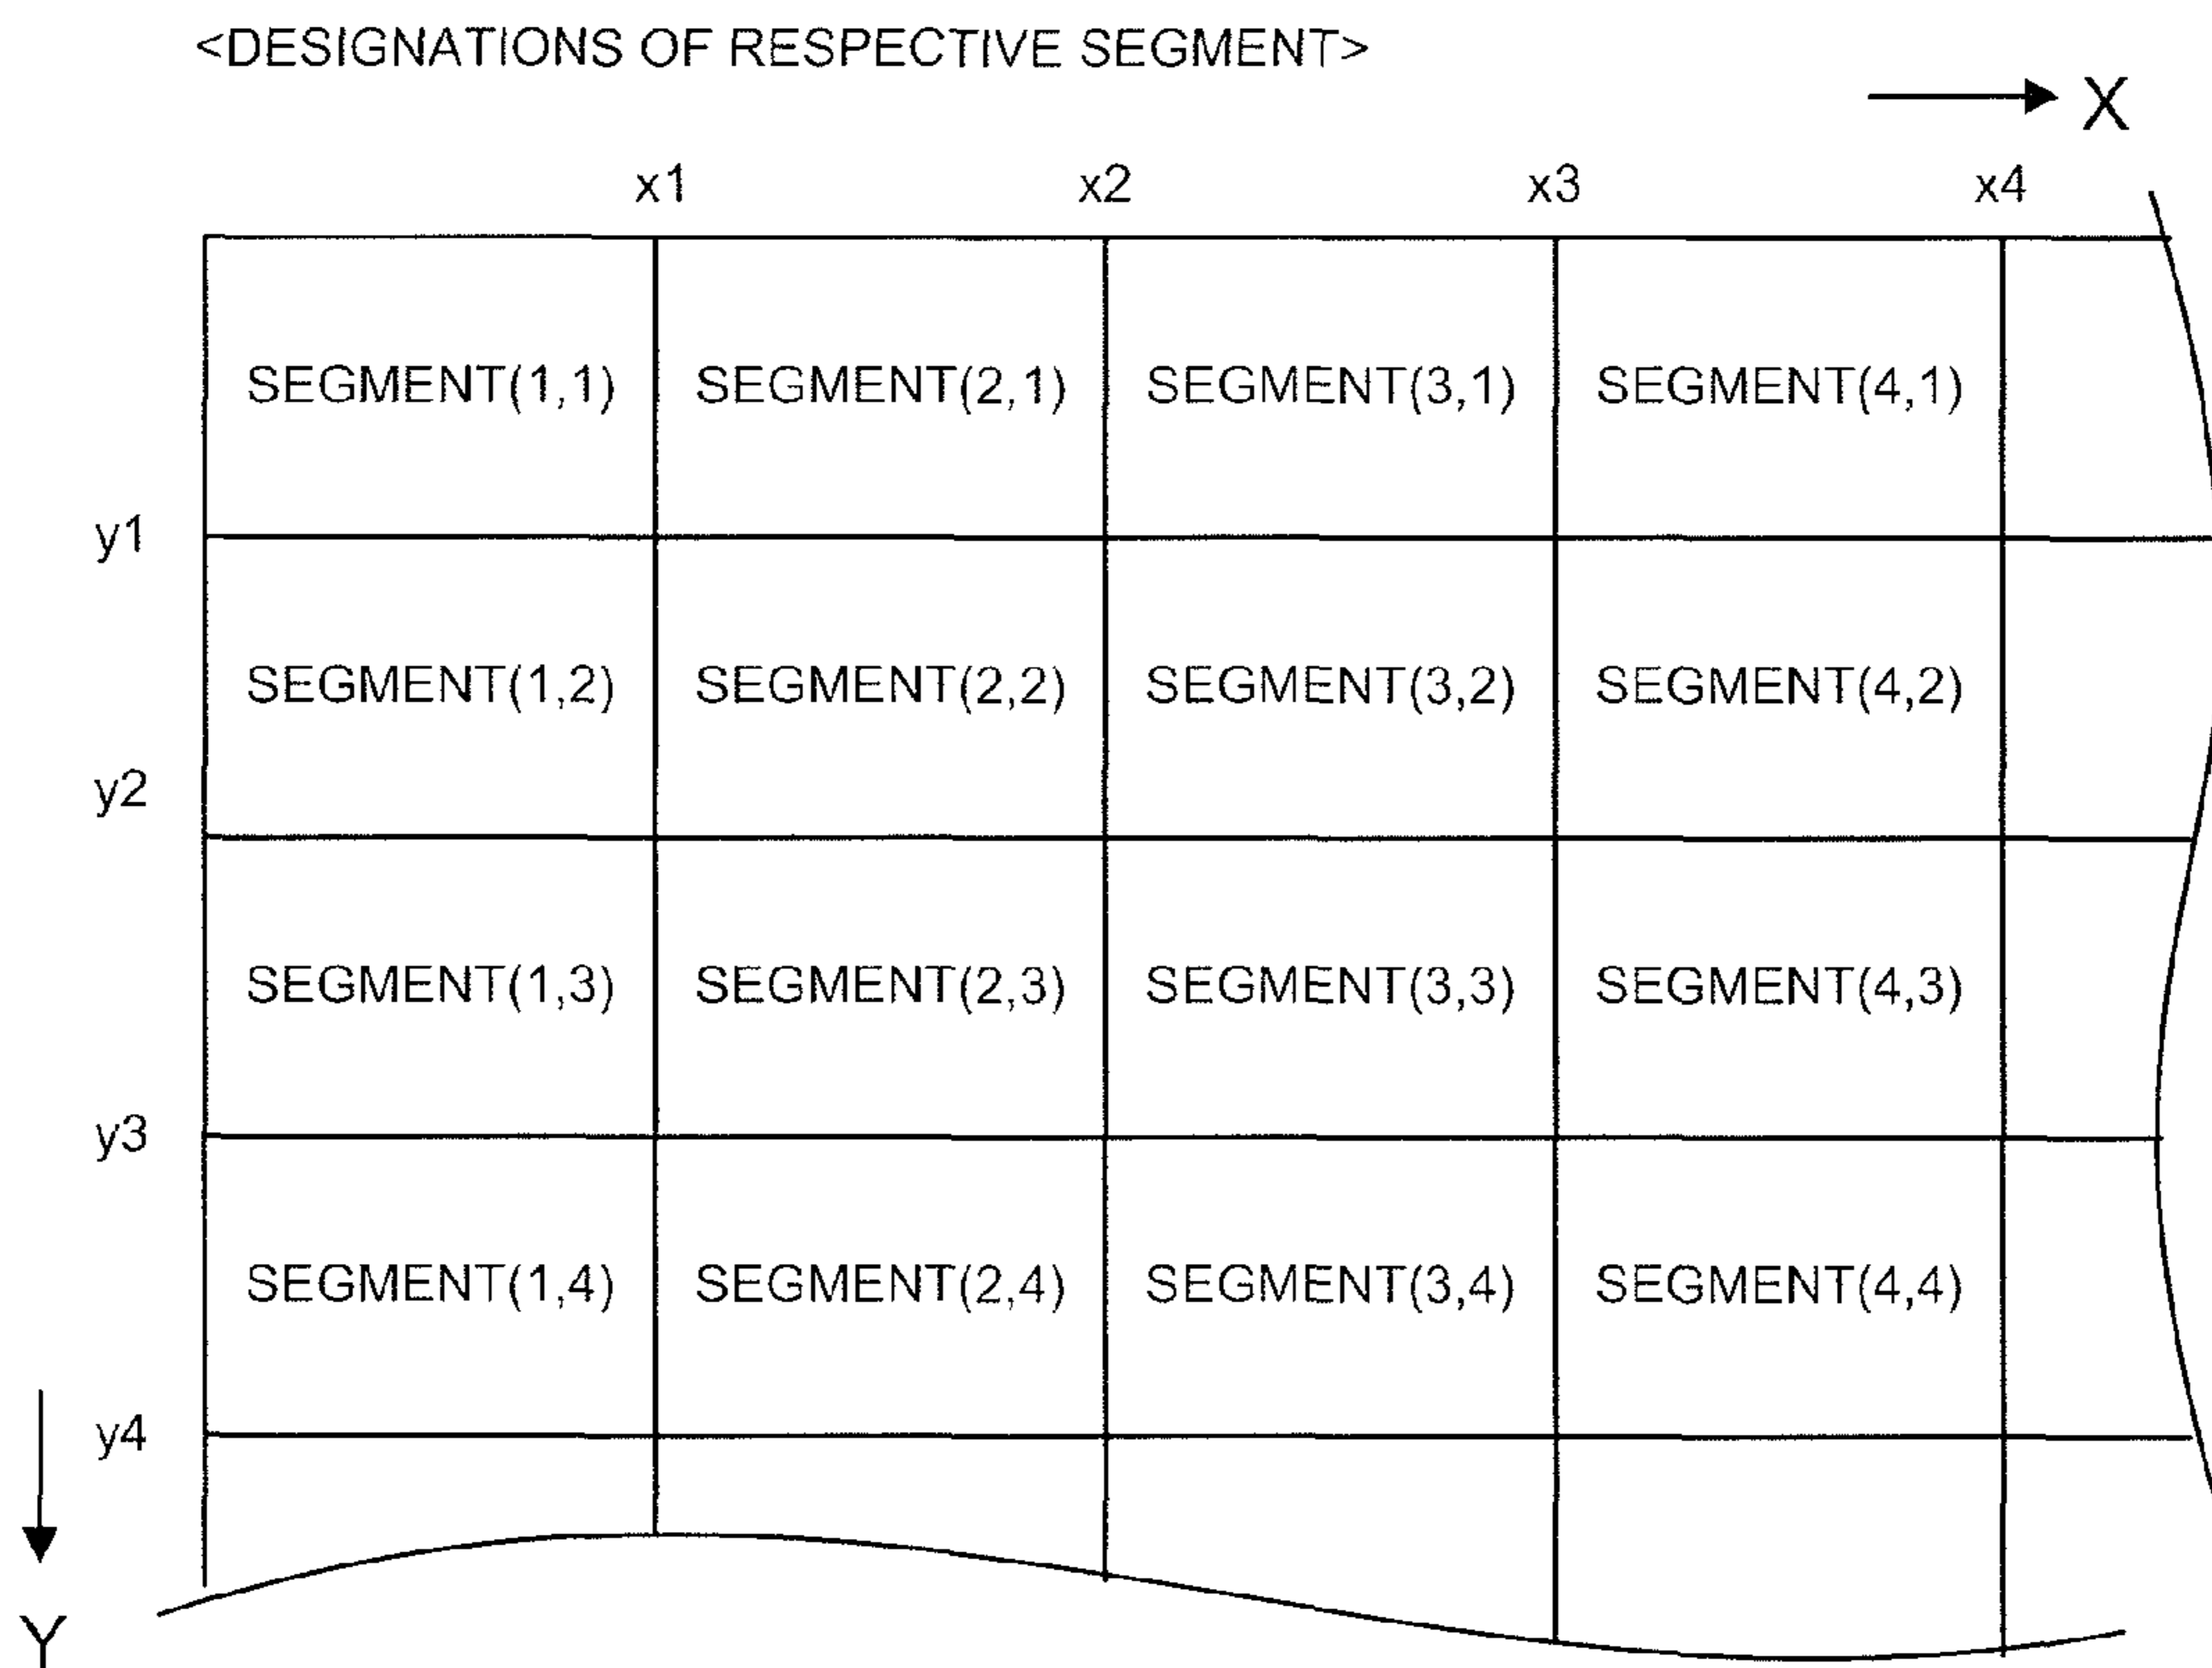 <DESIGNATIONS OF RESPECTIVE SEGMENT>
X
x1 x2 x3 x4
SEGMENT(1,1) SEGMENT(2,1) SEGMENT(3,1) SEGMENT(4,1)
y1
SEGMENT(1,2) SEGMENT(2,2) SEGMENT(3,2) SEGMENT(4,2)
y2
SEGMENT(1,3) SEGMENT(2,3) SEGMENT(3,3) SEGMENT(4,3)
y3
SEGMENT(1,4) SEGMENT(2,4) SEGMENT(3,4) SEGMENT(4,4)
y4
Y